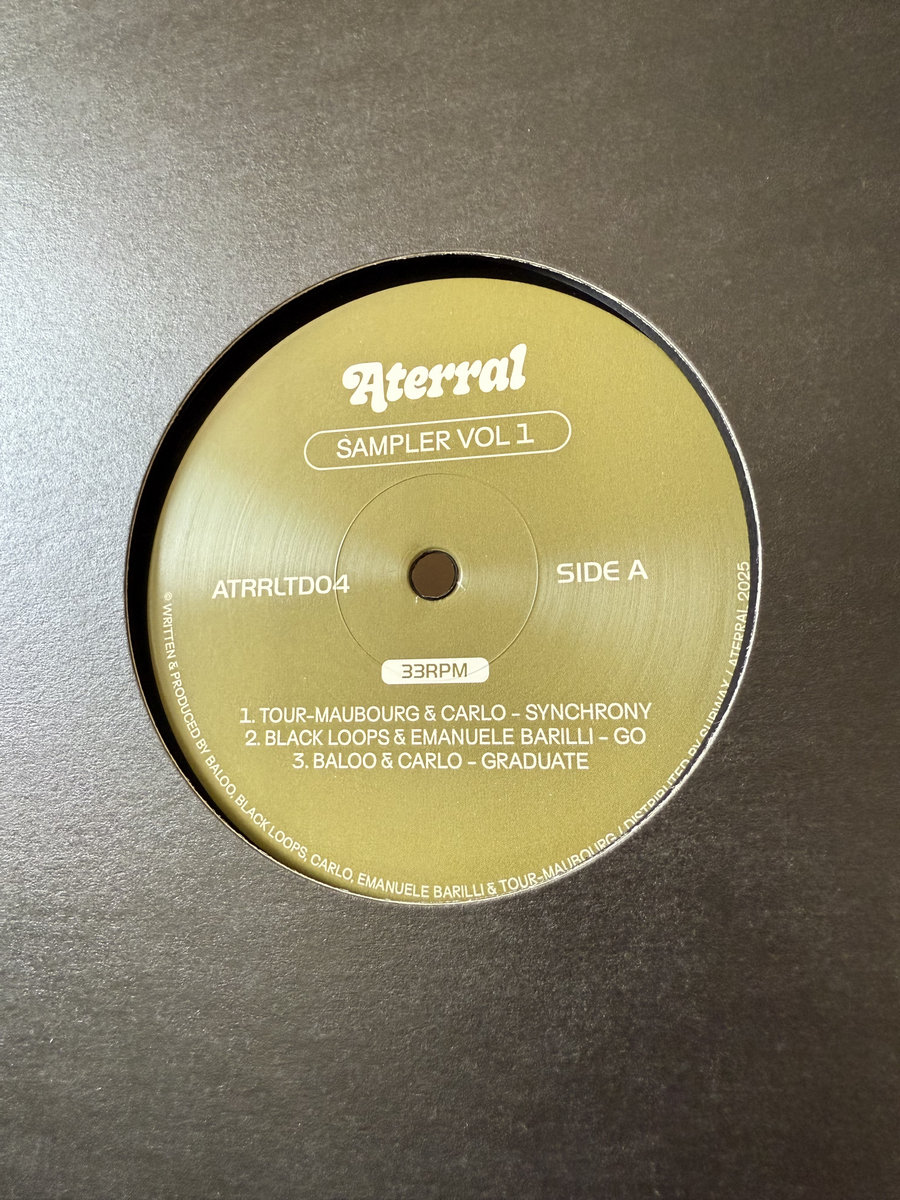 Aterral
SAMPLER VOL 1
ATRRLTD04
SIDE A
33RPM
1. TOUR-MAUBOURG & CARLO – SYNCHRONY
2. BLACK LOOPS & EMANUELE BARILLI – GO
3. BALOO & CARLO – GRADUATE
© WRITTEN & PRODUCED BY BALOO, BLACK LOOPS, CARLO, EMANUELE BARILLI & TOUR-MAUBOURG / DISTRIBUTED BY SUBWAX / ATERRAL 2025